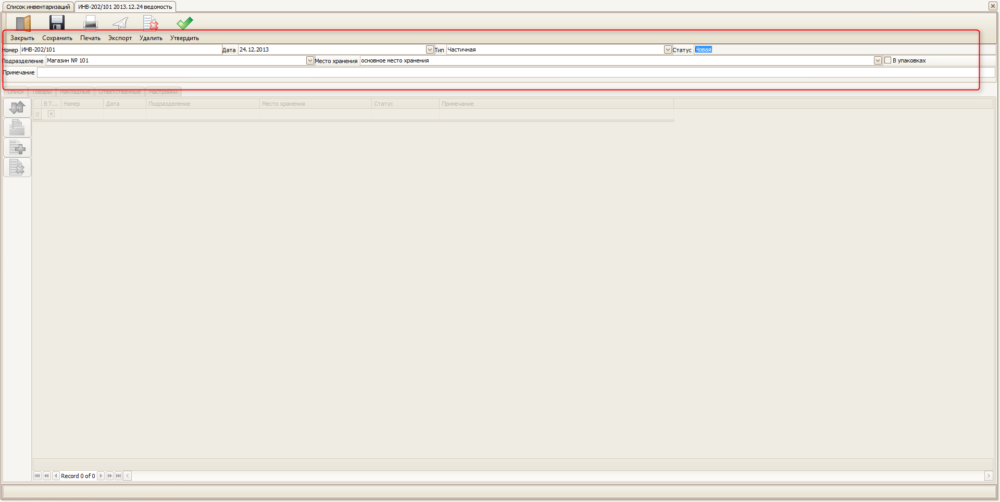 Список инвентаризаций ИНВ-202/101 2013.12.24 ведомость
Закрыть Сохранить Печать Экспорт Удалить Утвердить
Номер ИНВ-202/101 Дата 24.12.2013 Тип Частичная Статус Новая
Подразделение Магазин № 101 Место хранения основное место хранения В упаковках
Примечание
Описи Товары Накладные Ответственные Настройки
В Т... Номер Дата Подразделение Место хранения Статус Примечание
Record 0 of 0